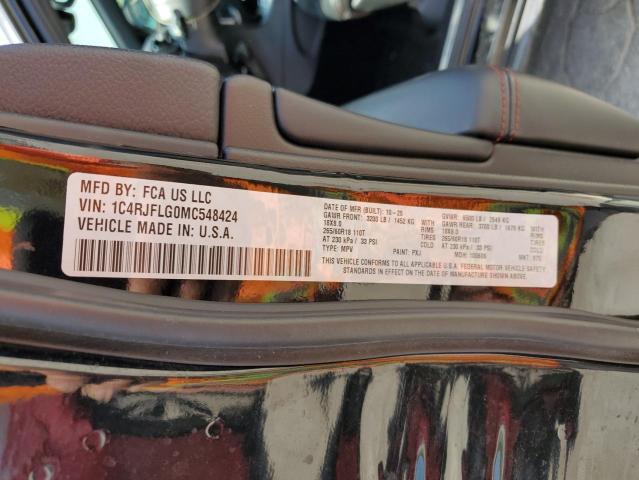 MFD BY: FCA US LLC
VIN: 1C4RJFLG0MC548424
VEHICLE MADE IN: U.S.A.
DATE OF MFR (BUILT): 10-20
GAWR FRONT: 3200 LB / 1452 KG
18X8.0
265/60R18 110T
AT 230 kPa / 33 PSI
TYPE: MPV
PAINT: PXJ
RIMS
TIRES
GVWR: 6500 LB / 2949 KG
GAWR REAR: 3700 LB / 1678 KG
18X8.0 RIMS
265/60R18 110T TIRES
AT 230 kPa / 33 PSI
MDH: 100606
MKT:
THIS VEHICLE CONFORMS TO ALL APPLICABLE U.S.A. FEDERAL MOTOR VEHICLE SAFETY
STANDARDS IN EFFECT ON THE DATE OF MANUFACTURE SHOWN ABOVE.